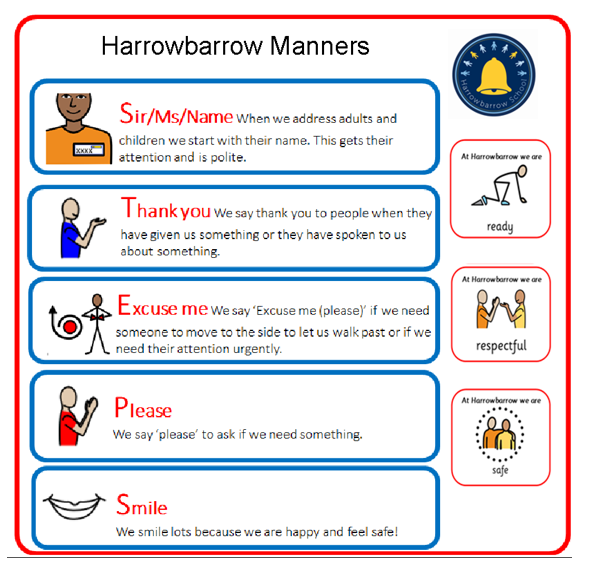 Harrowbarrow Manners
Harrowbarrow School
XXXX
Sir/Ms/Name When we address adults and
children we start with their name. This gets their
attention and is polite.
Thank you We say thank you to people when they
have given us something or they have spoken to us
about something.
Excuse me We say ‘Excuse me (please)’ if we need
someone to move to the side to let us walk past or if we
need their attention urgently.
Please
We say ‘please’ to ask if we need something.
Smile
We smile lots because we are happy and feel safe!
At Harrowbarrow we are
ready
At Harrowbarrow we are
respectful
At Harrowbarrow we are
safe